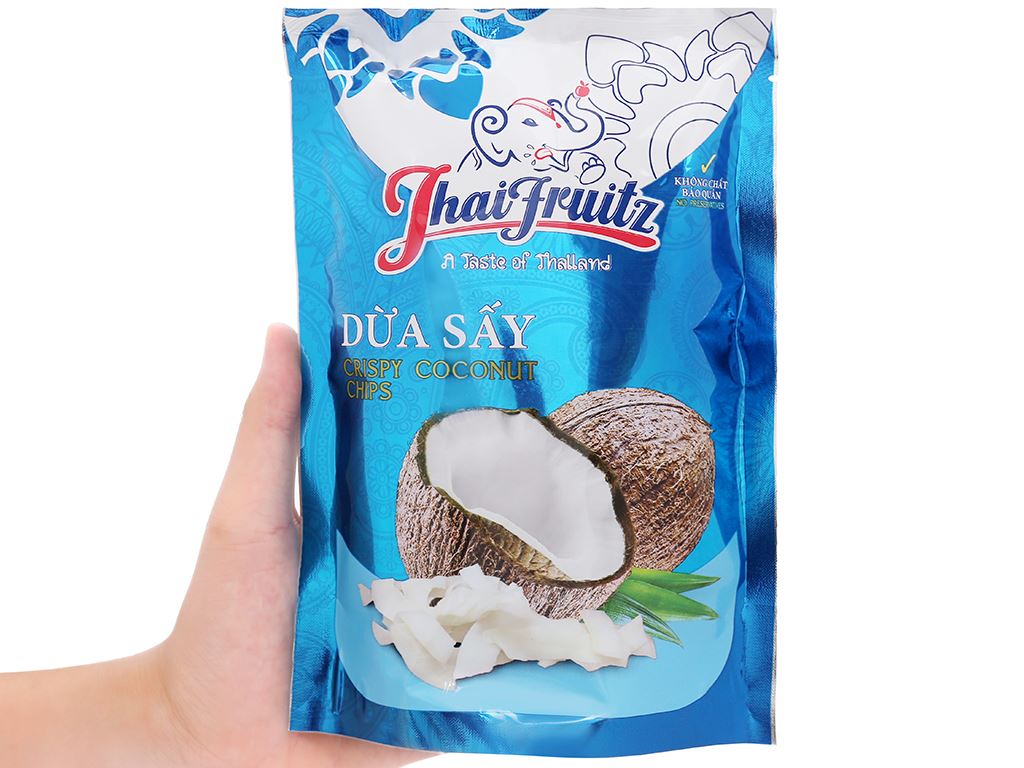 ThaiFruitz
A Taste of Thailand
KHÔNG CHẤT
BẢO QUẢN
NO PRESERVATIVES
DỪA SẤY
CRISPY COCONUT
CHIPS